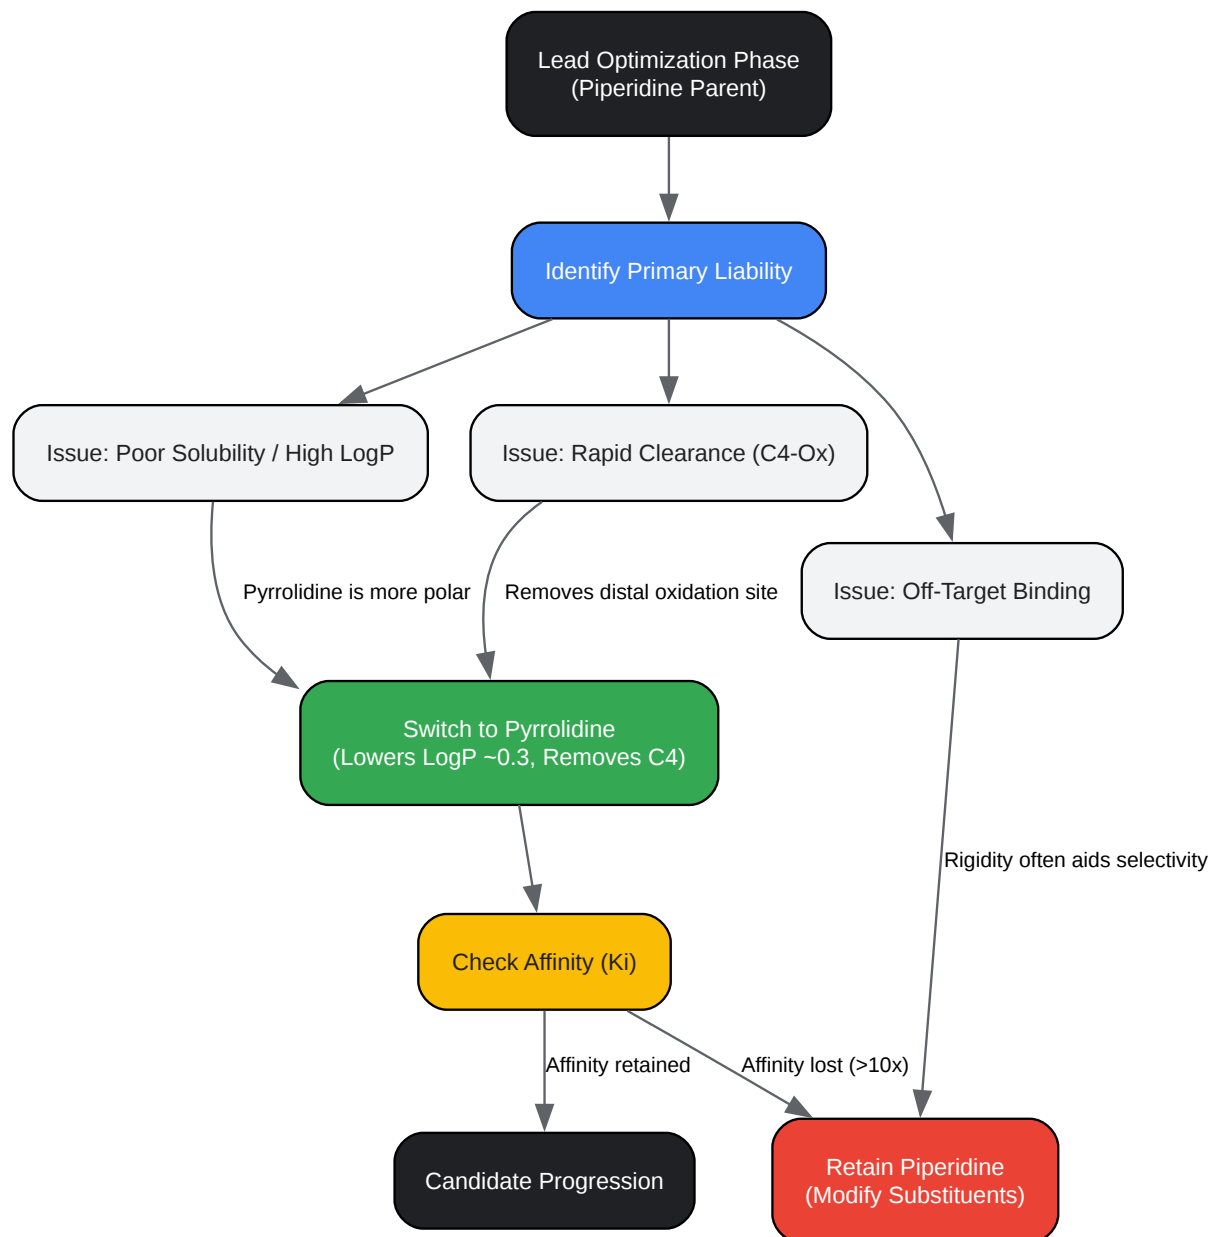 Lead Optimization Phase
(Piperidine Parent)
Identify Primary Liability
Issue: Poor Solubility / High LogP
Issue: Rapid Clearance (C4-Ox)
Issue: Off-Target Binding
Pyrrolidine is more polar
Removes distal oxidation site
Switch to Pyrrolidine
(Lowers LogP ~0.3, Removes C4)
Rigidity often aids selectivity
Check Affinity (Ki)
Affinity retained
Affinity lost (>10x)
Candidate Progression
Retain Piperidine
(Modify Substituents)